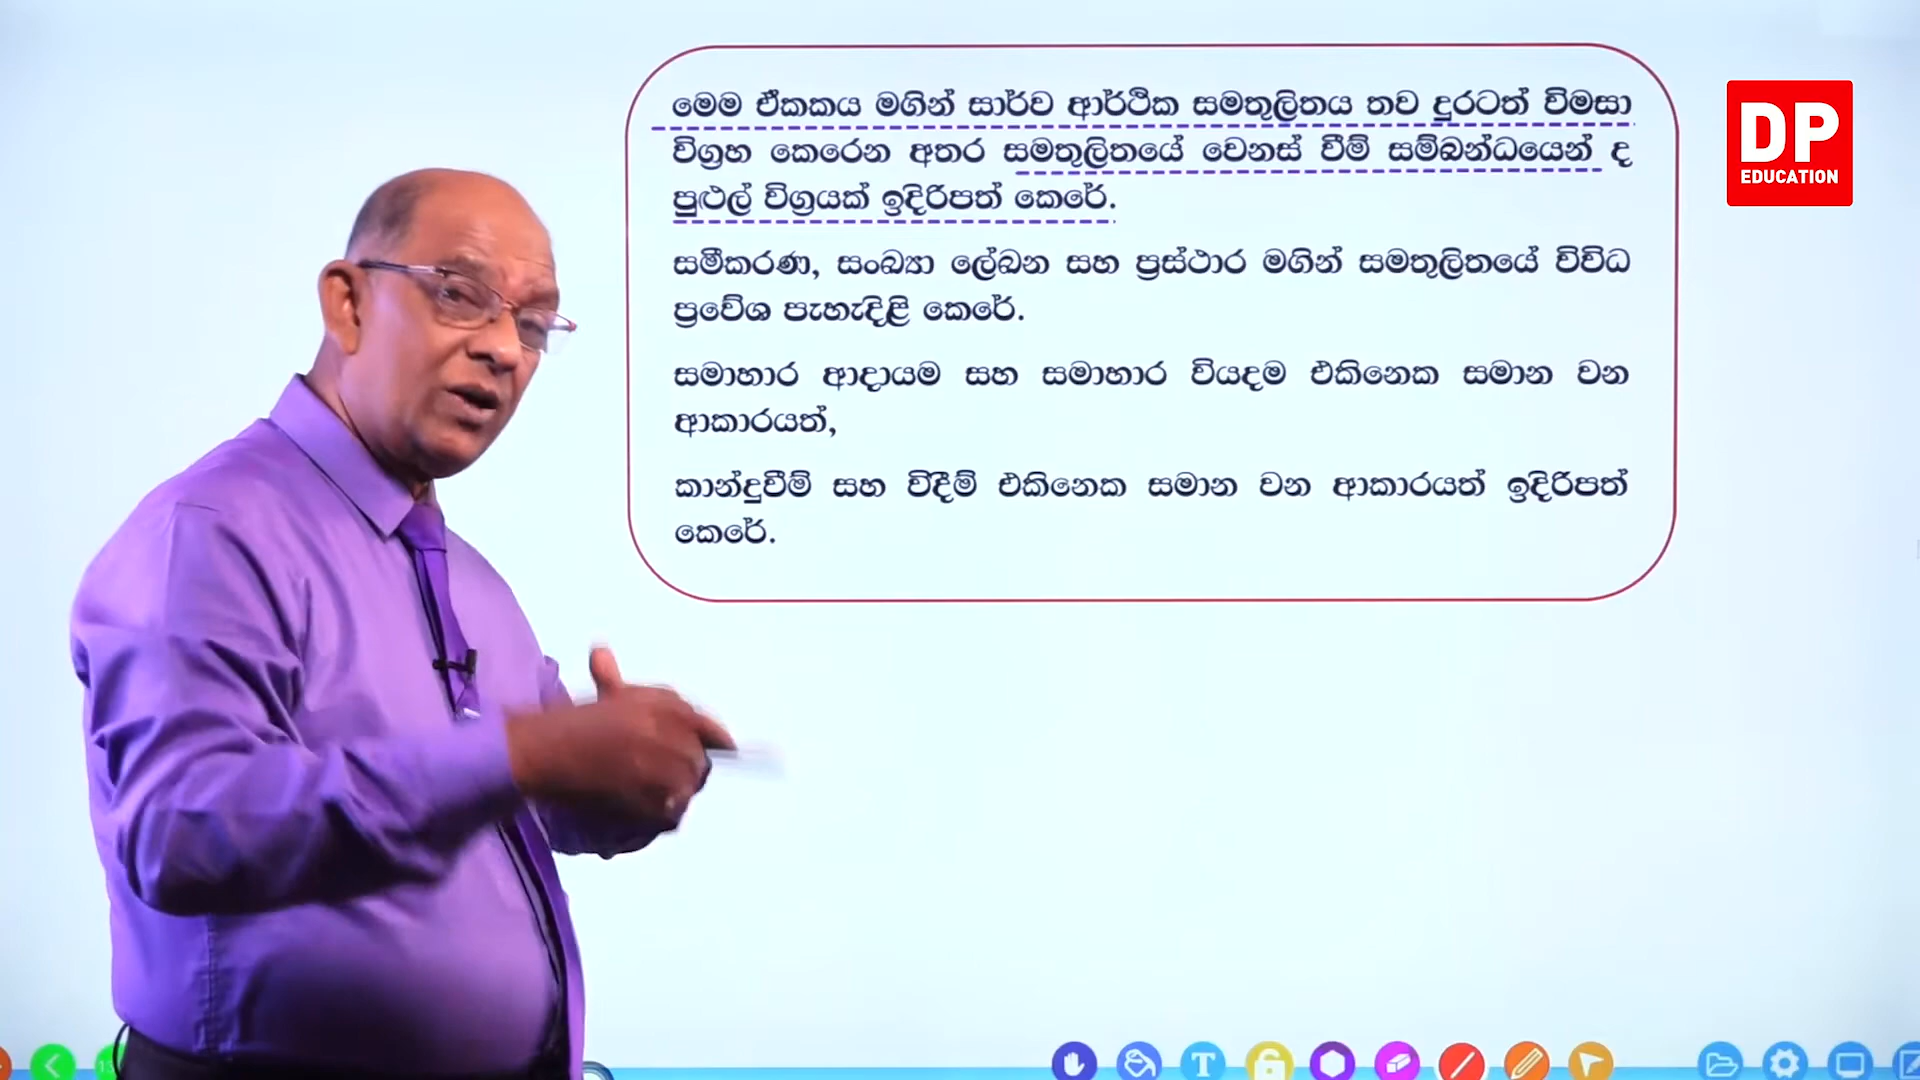 මෙම ඒකකය මගින් සාර්ව ආර්ථික සමතුලිතය තව දුරටත් විමසා
විග්‍රහ කෙරෙන අතර සමතුලිතයේ වෙනස් වීම් සම්බන්ධයෙන් ද
පුළුල් විග්‍රයක් ඉදිරිපත් කෙරේ.
සමීකරණ, සංඛ්‍යා ලේඛන සහ ප්‍රස්ථාර මගින් සමතුලිතයේ විවිධ
ප්‍රවේශ පැහැදිළි කෙරේ.
සමාහාර ආදායම සහ සමාහාර වියදම එකිනෙක සමාන වන
ආකාරයත්,
කාන්දුවීම් සහ විදීම් එකිනෙක සමාන වන ආකාරයත් ඉදිරිපත්
කෙරේ.
DP
EDUCATION
13
T